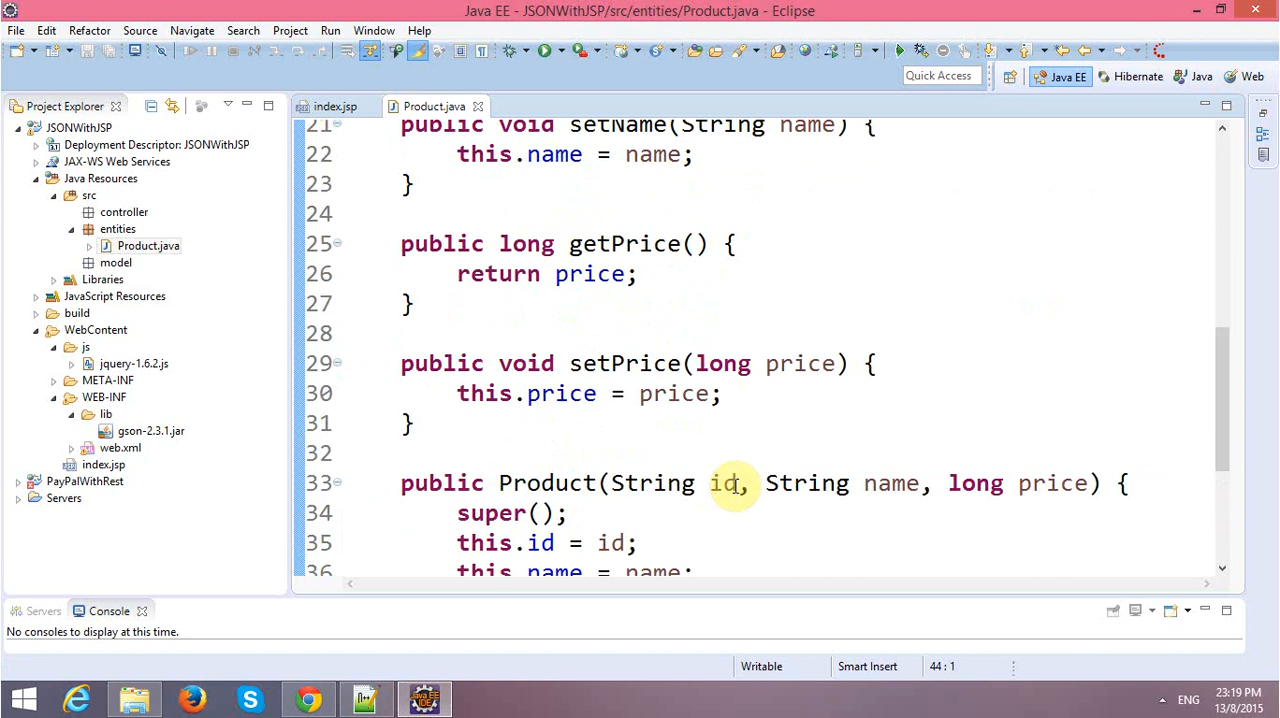 Java EE - JSONWithJSP/src/entities/Product.java - Eclipse
File Edit Refactor Source Navigate Search Project Run Window Help
Quick Access
Java EE Hibernate Java Web
Project Explorer
JSONWithJSP
Deployment Descriptor: JSONWithJSP
JAX-WS Web Services
Java Resources
src
controller
entities
Product.java
model
Libraries
JavaScript Resources
build
WebContent
js
jquery-1.6.2.js
META-INF
WEB-INF
lib
gson-2.3.1.jar
web.xml
index.jsp
PayPalWithRest
Servers
index.jsp Product.java
21 public void setName(String name) {
22 this.name = name;
23 }
24
25 public long getPrice() {
26 return price;
27 }
28
29 public void setPrice(long price) {
30 this.price = price;
31 }
32
33 public Product(String id, String name, long price) {
34 super();
35 this.id = id;
36 this.name = name;
Servers Console
No consoles to display at this time.
Writable Smart Insert 44 : 1
ENG
23:19 PM
13/8/2015